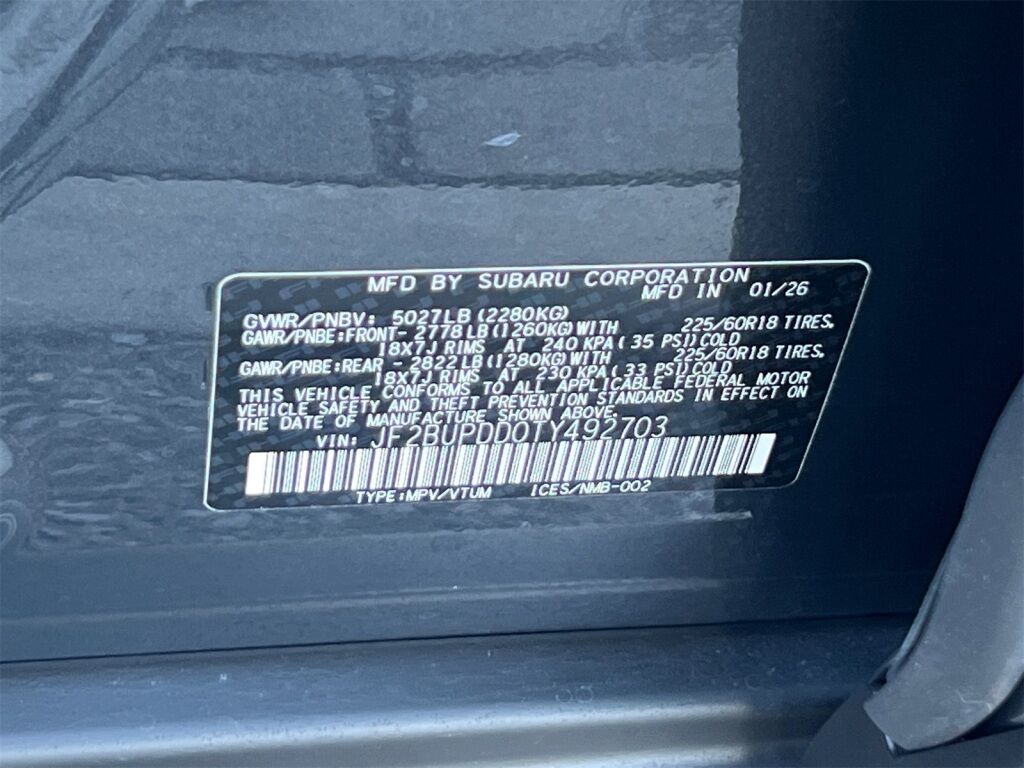 MFD BY SUBARU CORPORATION
MFD IN 01/26
GVWR/PNBV: 5027LB(2280KG)
GAWR/PNBE:FRONT-2778LB(1260KG)WITH 225/60R18 TIRES.
18X7J RIMS AT 240 KPA(35 PSI)COLD
GAWR/PNBE:REAR -2822LB(1280KG)WITH 225/60R18 TIRES.
18X7J RIMS AT 230 KPA(33 PSI)COLD
THIS VEHICLE CONFORMS TO ALL APPLICABLE FEDERAL MOTOR
VEHICLE SAFETY AND THEFT PREVENTION STANDARDS IN EFFECT ON
THE DATE OF MANUFACTURE SHOWN ABOVE.
VIN: JF2BUPDD0TY492703
TYPE:MPV/VTUM ICES/NMB-002